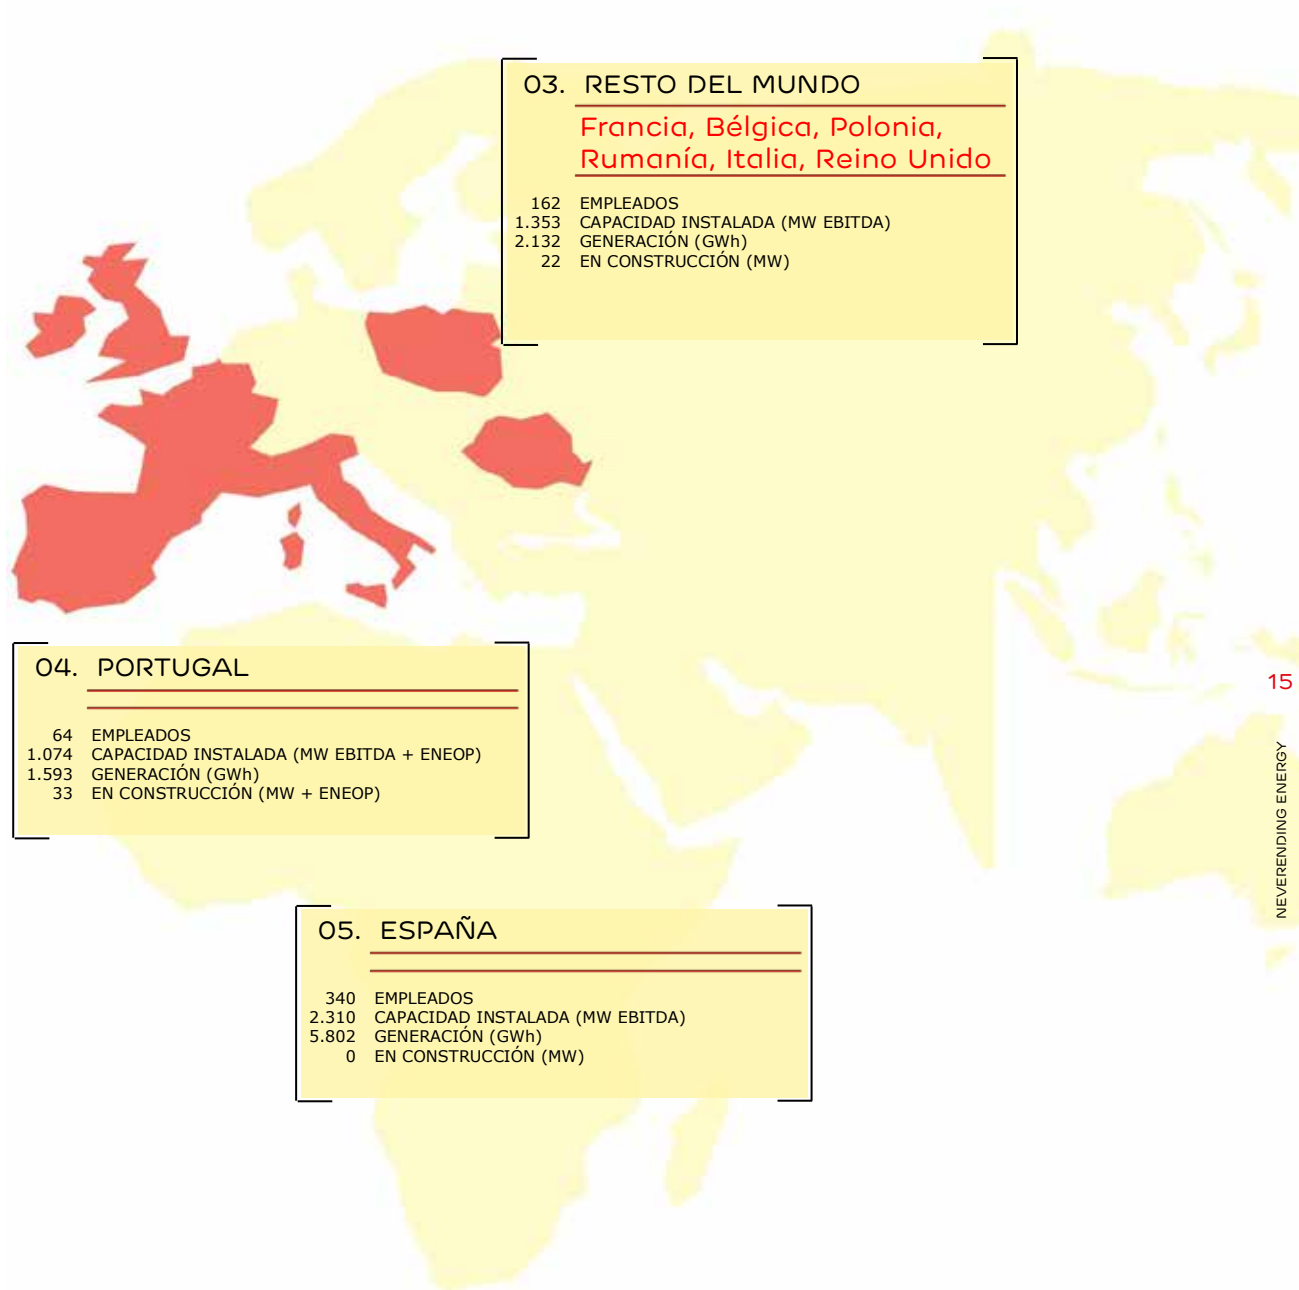 03. RESTO DEL MUNDO
Francia, Bélgica, Polonia,
Rumanía, Italia, Reino Unido
162 EMPLEADOS
1.353 CAPACIDAD INSTALADA (MW EBITDA)
2.132 GENERACIÓN (GWh)
22 EN CONSTRUCCIÓN (MW)
04. PORTUGAL
64 EMPLEADOS
1.074 CAPACIDAD INSTALADA (MW EBITDA + ENEOP)
1.593 GENERACIÓN (GWh)
33 EN CONSTRUCCIÓN (MW + ENEOP)
05. ESPAÑA
340 EMPLEADOS
2.310 CAPACIDAD INSTALADA (MW EBITDA)
5.802 GENERACIÓN (GWh)
0 EN CONSTRUCCIÓN (MW)
15
NEVERENDING ENERGY